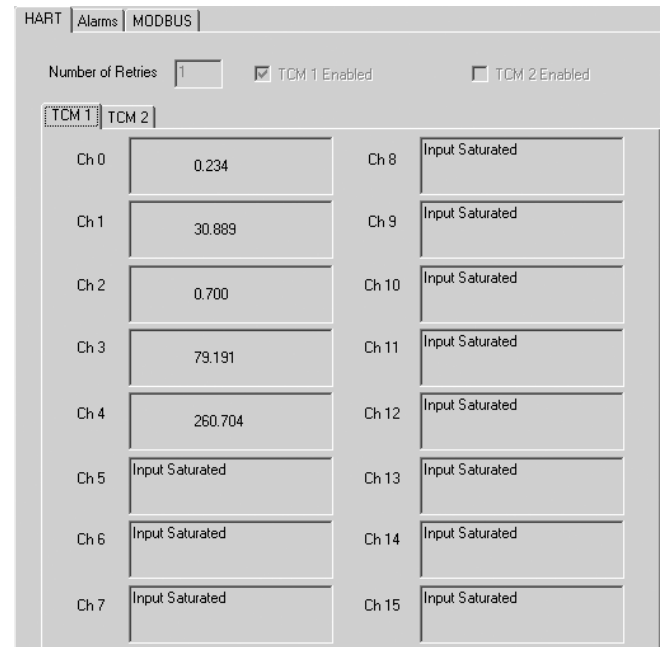 HART Alarms MODBUS
Number of Retries 1 TCM 1 Enabled TCM 2 Enabled
TCM 1 TCM 2
Ch 0 0.234 Ch 8 Input Saturated
Ch 1 30.889 Ch 9 Input Saturated
Ch 2 0.700 Ch 10 Input Saturated
Ch 3 79.191 Ch 11 Input Saturated
Ch 4 260.704 Ch 12 Input Saturated
Ch 5 Input Saturated Ch 13 Input Saturated
Ch 6 Input Saturated Ch 14 Input Saturated
Ch 7 Input Saturated Ch 15 Input Saturated